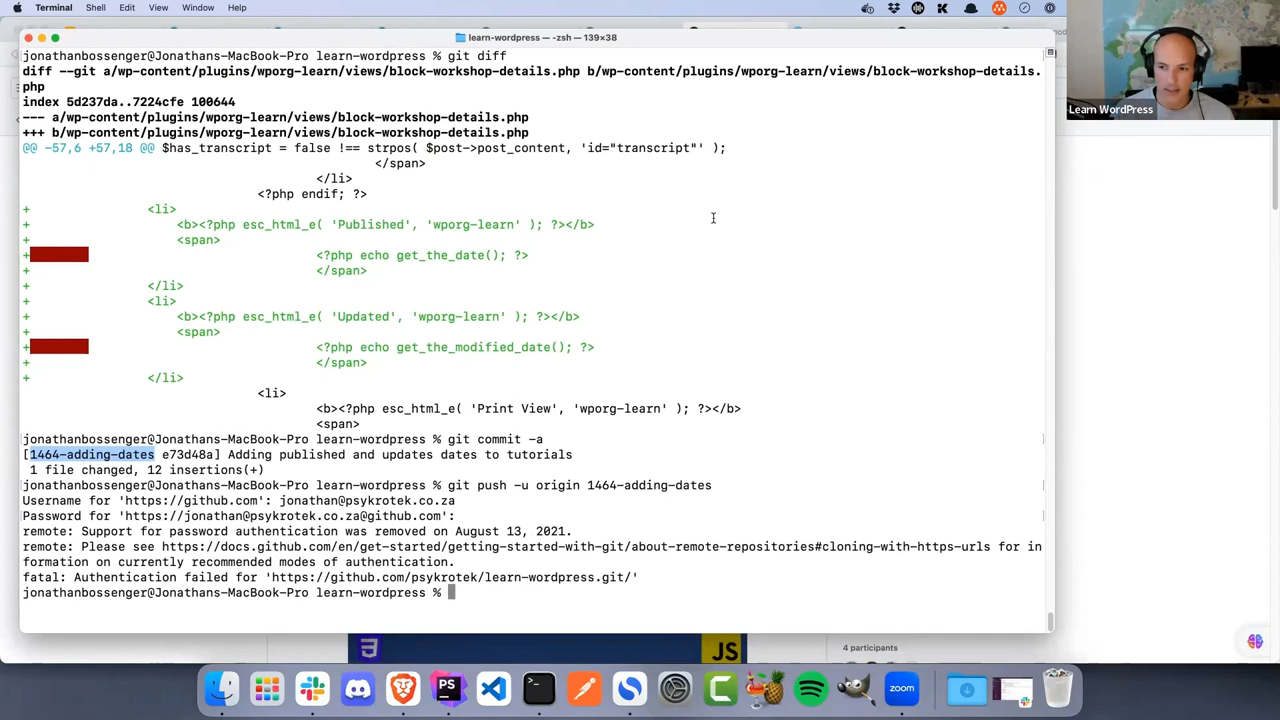 Terminal Shell Edit View Window Help
learn-wordpress — -zsh — 139×38
jonathanbossenger@Jonathans-MacBook-Pro learn-wordpress % git diff
diff --git a/wp-content/plugins/wporg-learn/views/block-workshop-details.php b/wp-content/plugins/wporg-learn/views/block-workshop-details.
php
index 5d237da..7224cfe 100644
--- a/wp-content/plugins/wporg-learn/views/block-workshop-details.php
+++ b/wp-content/plugins/wporg-learn/views/block-workshop-details.php
@@ -57,6 +57,18 @@ $has_transcript = false !== strpos( $post->post_content, 'id="transcript"' );
</span>
</li>
<?php endif; ?>
+ <li>
+ <b><?php esc_html_e( 'Published', 'wporg-learn' ); ?></b>
+ <span>
+ <?php echo get_the_date(); ?>
+ </span>
+ </li>
+ <li>
+ <b><?php esc_html_e( 'Updated', 'wporg-learn' ); ?></b>
+ <span>
+ <?php echo get_the_modified_date(); ?>
+ </span>
+ </li>
<li>
<b><?php esc_html_e( 'Print View', 'wporg-learn' ); ?></b>
<span>
jonathanbossenger@Jonathans-MacBook-Pro learn-wordpress % git commit -a
[1464-adding-dates e73d48a] Adding published and updates dates to tutorials
1 file changed, 12 insertions(+)
jonathanbossenger@Jonathans-MacBook-Pro learn-wordpress % git push -u origin 1464-adding-dates
Username for 'https://github.com': jonathan@psykrotek.co.za
Password for 'https://jonathan@psykrotek.co.za@github.com':
remote: Support for password authentication was removed on August 13, 2021.
remote: Please see https://docs.github.com/en/get-started/getting-started-with-git/about-remote-repositories#cloning-with-https-urls for in
formation on currently recommended modes of authentication.
fatal: Authentication failed for 'https://github.com/psykrotek/learn-wordpress.git/'
jonathanbossenger@Jonathans-MacBook-Pro learn-wordpress %
Learn WordPress
JS
4 participants
PS
zoom